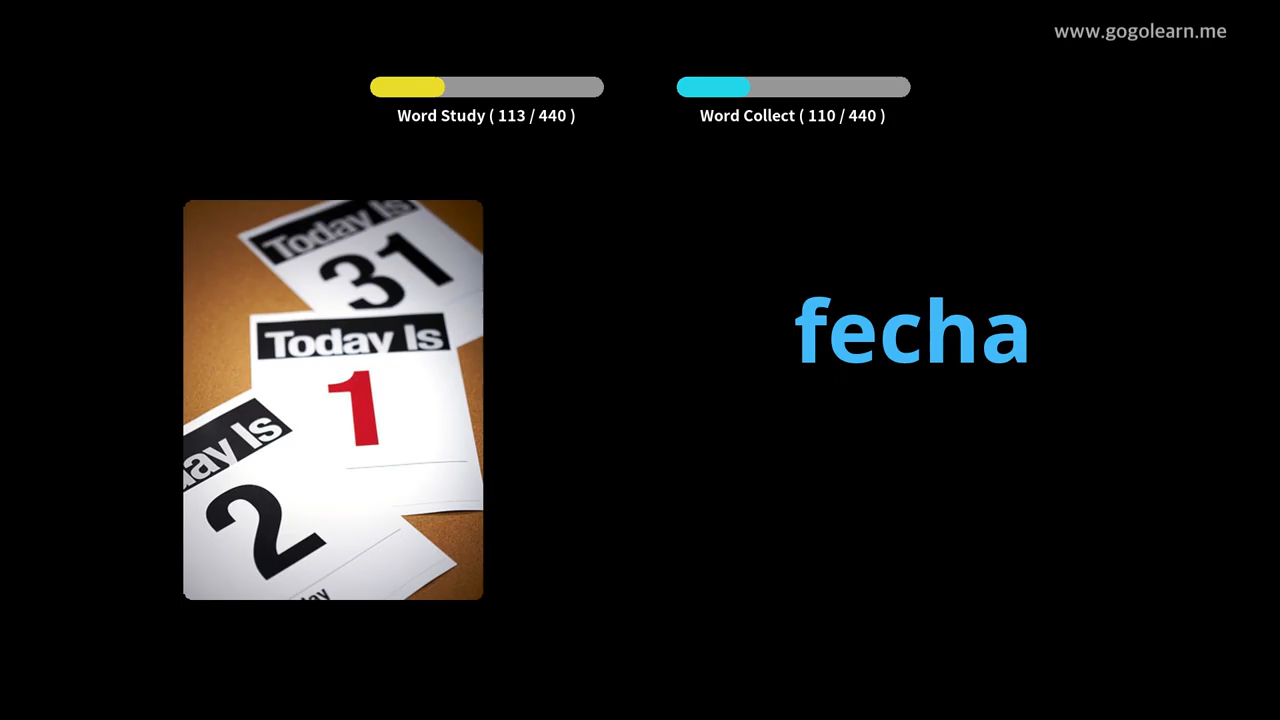 www.gogolearn.me
Word Study ( 113 / 440 )
Word Collect ( 110 / 440 )
Today Is
31
Today Is
1
ay Is
2
day
fecha